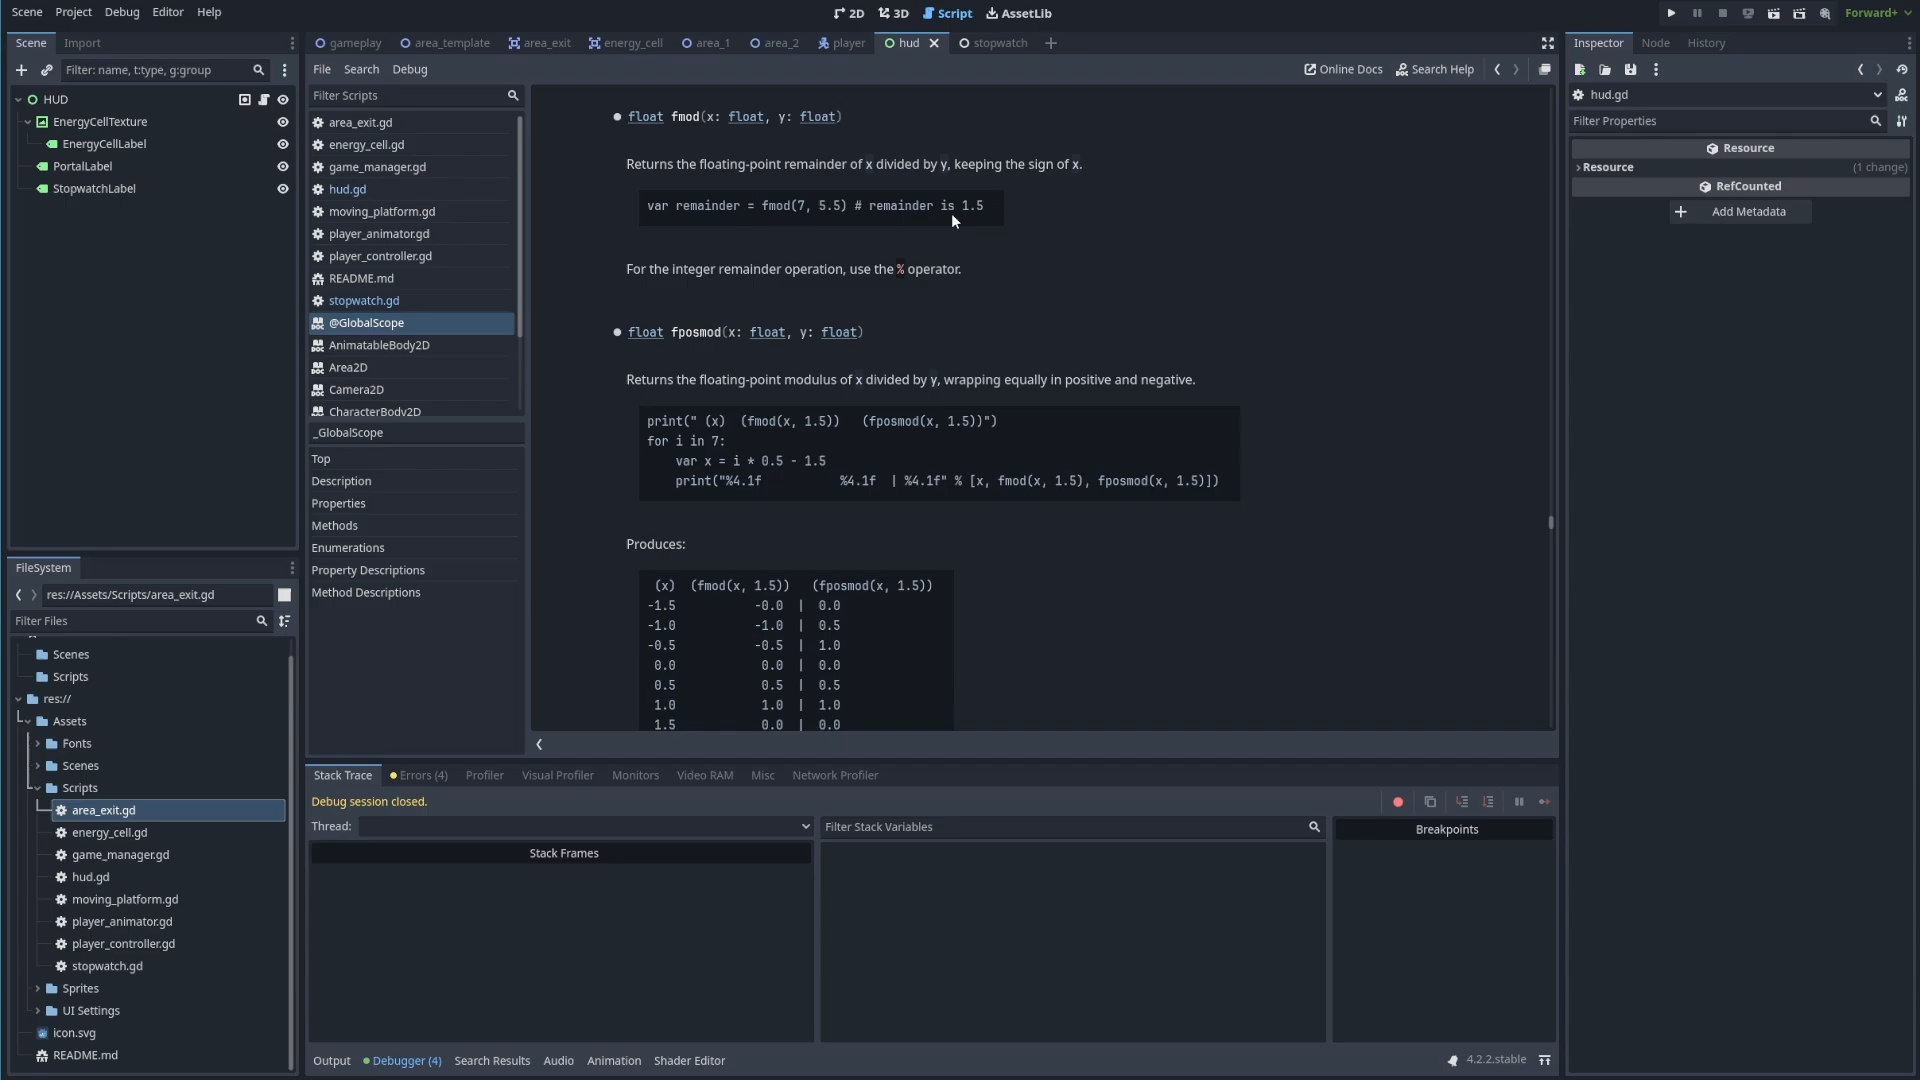 Scene Project Debug Editor Help
2D 3D Script AssetLib
Forward+
Scene Import
Filter: name, t:type, g:group
HUD
EnergyCellTexture
EnergyCellLabel
PortalLabel
StopwatchLabel
FileSystem
res://Assets/Scripts/area_exit.gd
Filter Files
Scenes
Scripts
res://
Assets
Fonts
Scenes
Scripts
area_exit.gd
energy_cell.gd
game_manager.gd
hud.gd
moving_platform.gd
player_animator.gd
player_controller.gd
stopwatch.gd
Sprites
UI Settings
icon.svg
README.md
gameplay area_template area_exit energy_cell area_1 area_2 player hud stopwatch
File Search Debug
Online Docs Search Help
Filter Scripts
area_exit.gd
energy_cell.gd
game_manager.gd
hud.gd
moving_platform.gd
player_animator.gd
player_controller.gd
README.md
stopwatch.gd
@GlobalScope
AnimatableBody2D
Area2D
Camera2D
CharacterBody2D
_GlobalScope
Top
Description
Properties
Methods
Enumerations
Property Descriptions
Method Descriptions
float fmod(x: float, y: float)
Returns the floating-point remainder of x divided by y, keeping the sign of x.
var remainder = fmod(7, 5.5) # remainder is 1.5
For the integer remainder operation, use the % operator.
float fposmod(x: float, y: float)
Returns the floating-point modulus of x divided by y, wrapping equally in positive and negative.
print(" (x)  (fmod(x, 1.5))   (fposmod(x, 1.5))")
for i in 7:
    var x = i * 0.5 - 1.5
    print("%4.1f           %4.1f  | %4.1f" % [x, fmod(x, 1.5), fposmod(x, 1.5)])
Produces:
(x)  (fmod(x, 1.5))   (fposmod(x, 1.5))
-1.5           -0.0  |  0.0
-1.0           -1.0  |  0.5
-0.5           -0.5  |  1.0
0.0            0.0  |  0.0
0.5            0.5  |  0.5
1.0            1.0  |  1.0
1.5            0.0  |  0.0
Stack Trace Errors (4) Profiler Visual Profiler Monitors Video RAM Misc Network Profiler
Debug session closed.
Thread:
Filter Stack Variables
Breakpoints
Stack Frames
Output Debugger (4) Search Results Audio Animation Shader Editor
4.2.2.stable
Inspector Node History
hud.gd
Filter Properties
Resource
Resource (1 change)
RefCounted
Add Metadata